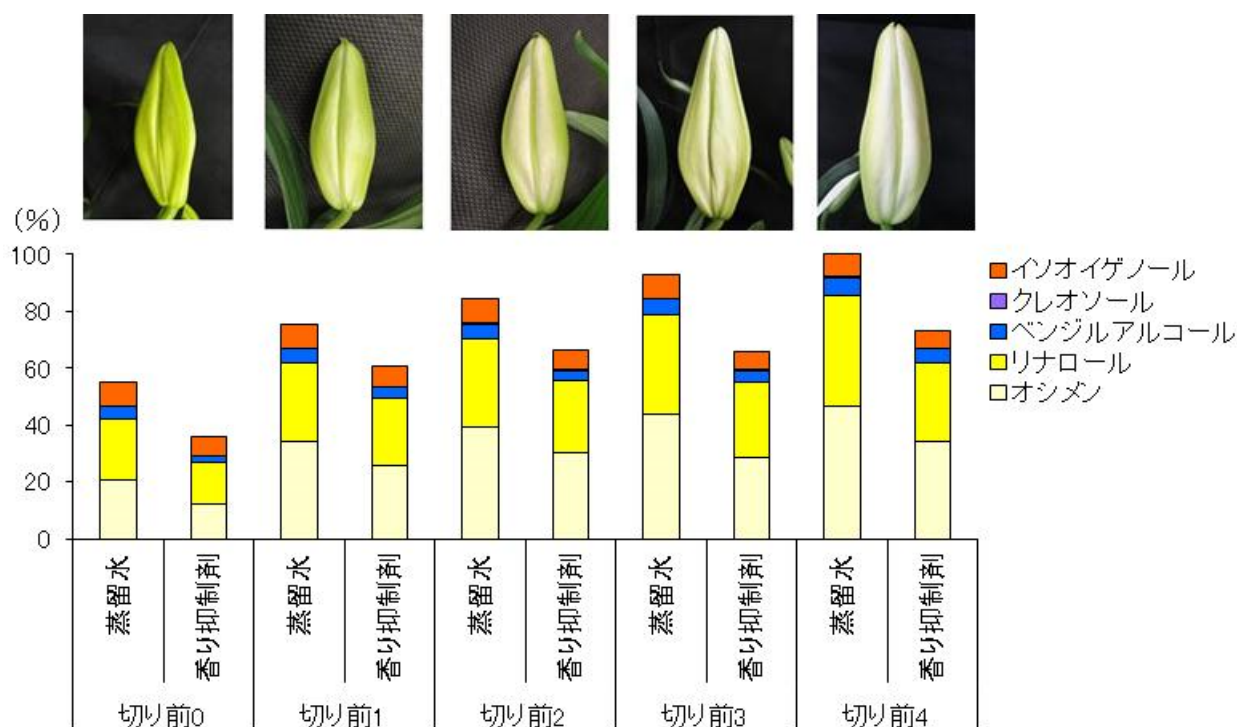 (%)
100
80
60
40
20
0
イソオイゲノール
クレオソール
ベンジルアルコール
リナロール
オシメン
蒸留水
香り抑制剤
蒸留水
香り抑制剤
蒸留水
香り抑制剤
蒸留水
香り抑制剤
蒸留水
香り抑制剤
切り前0
切り前1
切り前2
切り前3
切り前4